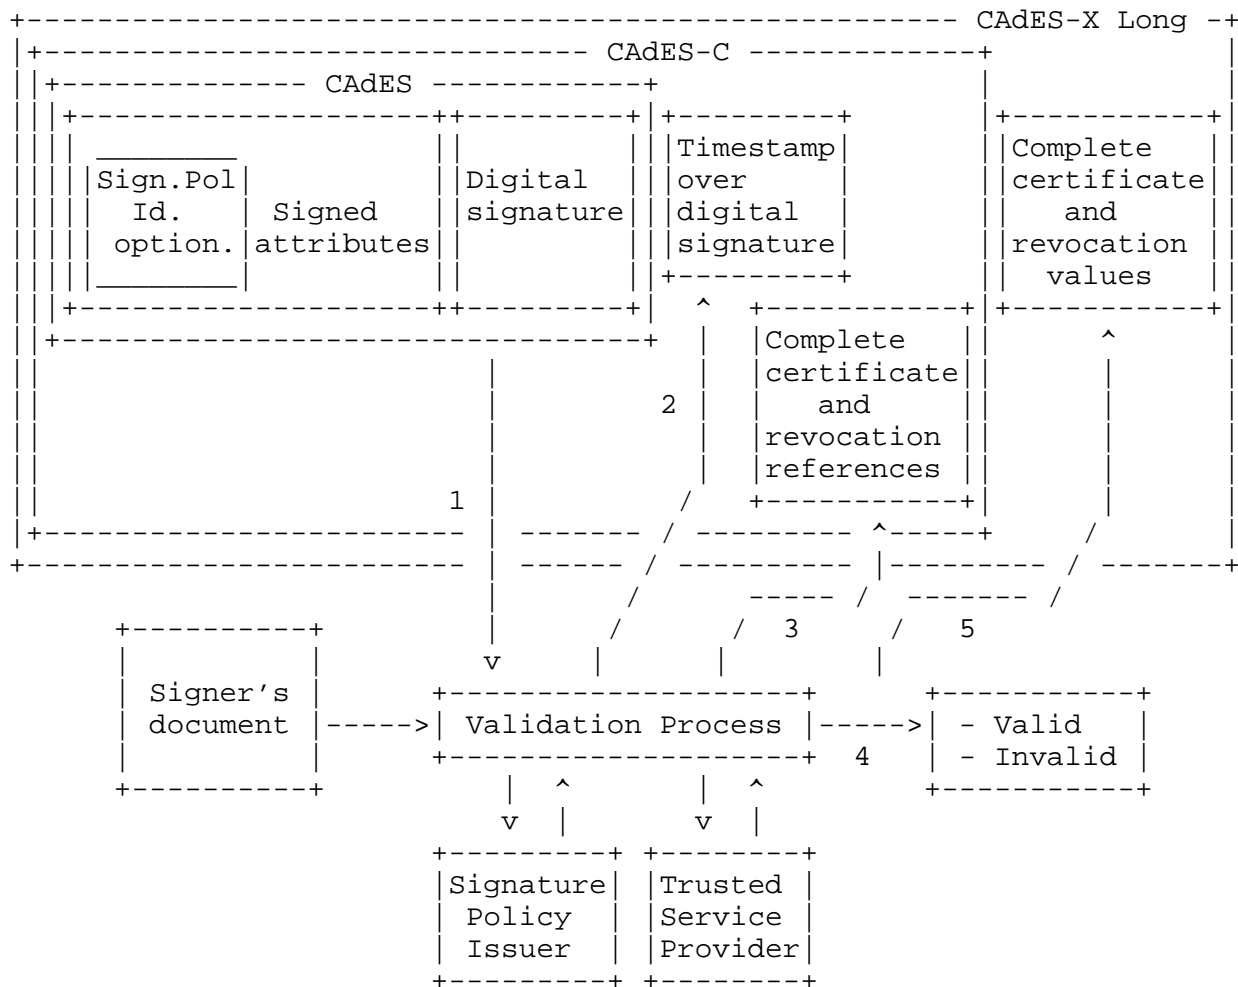 CAdES-X Long
CAdES-C
CAdES
Timestamp Complete
Sign.Pol Digital over certificate
Id. Signed signature digital and
option. attributes signature revocation
values
Complete
certificate
2 and
revocation
references
1
3 5
Signer's
document Validation Process - Valid
4 - Invalid
Signature Trusted
Policy Service
Issuer Provider